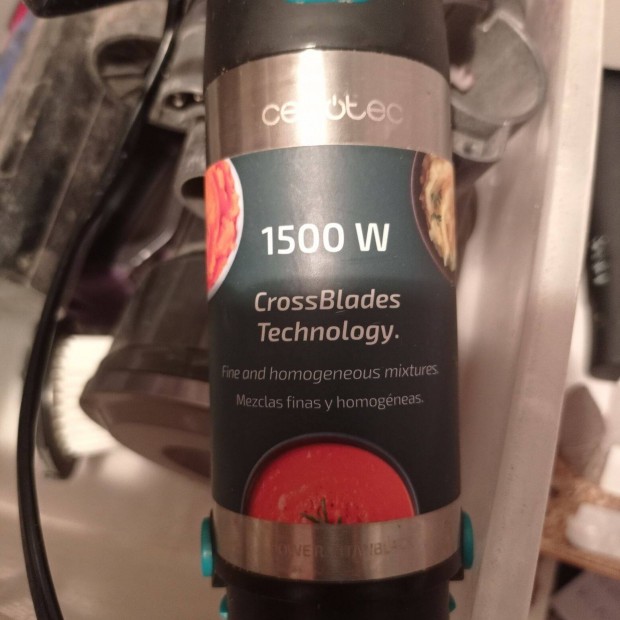 cecotec
1500 W
CrossBlades
Technology.
Fine and homogeneous mixtures.
Mezclas finas y homogéneas.